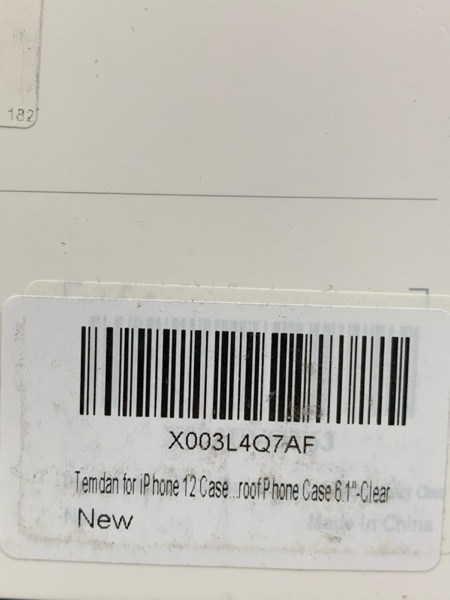 182
X003L4Q7AF
Temdan for iPhone 12 Case...roof Phone Case 6.1"-Clear
New
Made in China